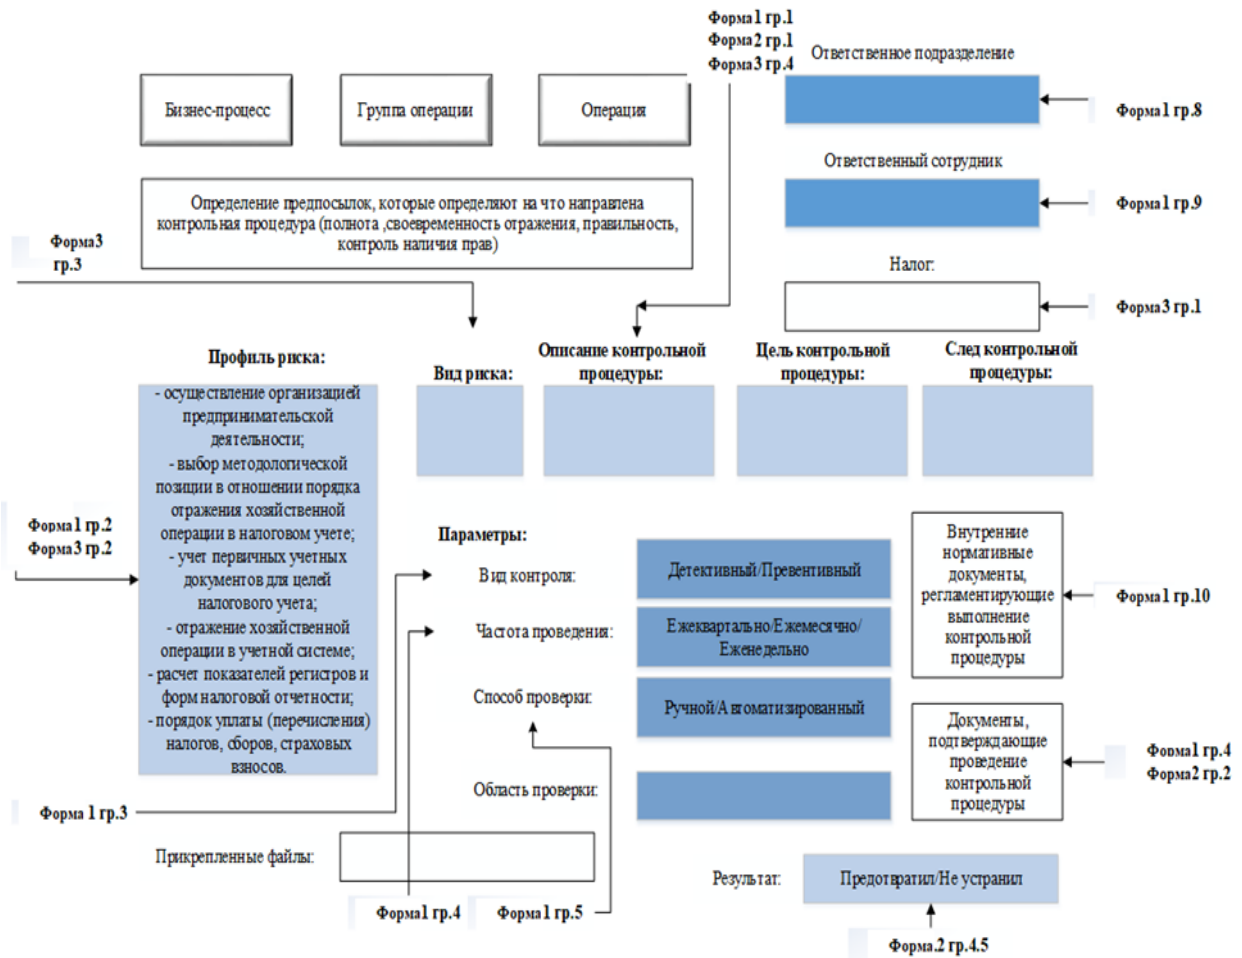 Форма1 гр.1
Форма2 гр.1
Форма3 гр.4
Ответственное подразделение
Бизнес-процесс
Группа операции
Операция
Форма1 гр.8
Ответственный сотрудник
Форма1 гр.9
Определение предпосылок, которые определяют на что направлена
контрольная процедура (полнота ,своевременность отражения, правильность,
контроль наличия прав)
Форма3
гр.3
Налог:
Форма3 гр.1
Профиль риска:
Вид риска:
Описание контрольной
процедуры:
Цель контрольной
процедуры:
След контрольной
процедуры:
- осуществление организацией
предпринимательской
деятельности;
- выбор методологической
позиции в отношении порядка
отражения хозяйственной
операции в налоговом учете;
- учет первичных учетных
документов для целей
налогового учета;
- отражение хозяйственной
операции в учетной системе;
- расчет показателей регистров и
форм налоговой отчетности;
- порядок уплаты (перечисления)
налогов, сборов, страховых
взносов.
Форма1 гр.2
Форма3 гр.2
Параметры:
Вид контроля:
Детективный/Превентивный
Частота проведения:
Ежеквартально/Ежемесячно/
Еженедельно
Способ проверки:
Ручной/Автоматизированный
Область проверки:
Внутренние
нормативные
документы,
регламентирующие
выполнение
контрольной
процедуры
Форма1 гр.10
Документы,
подтверждающие
проведение
контрольной
процедуры
Форма1 гр.4
Форма2 гр.2
Форма 1 гр.3
Прикрепленные файлы:
Форма1 гр.4
Форма1 гр.5
Результат:
Предотвратил/Не устранил
Форма.2 гр.4.5